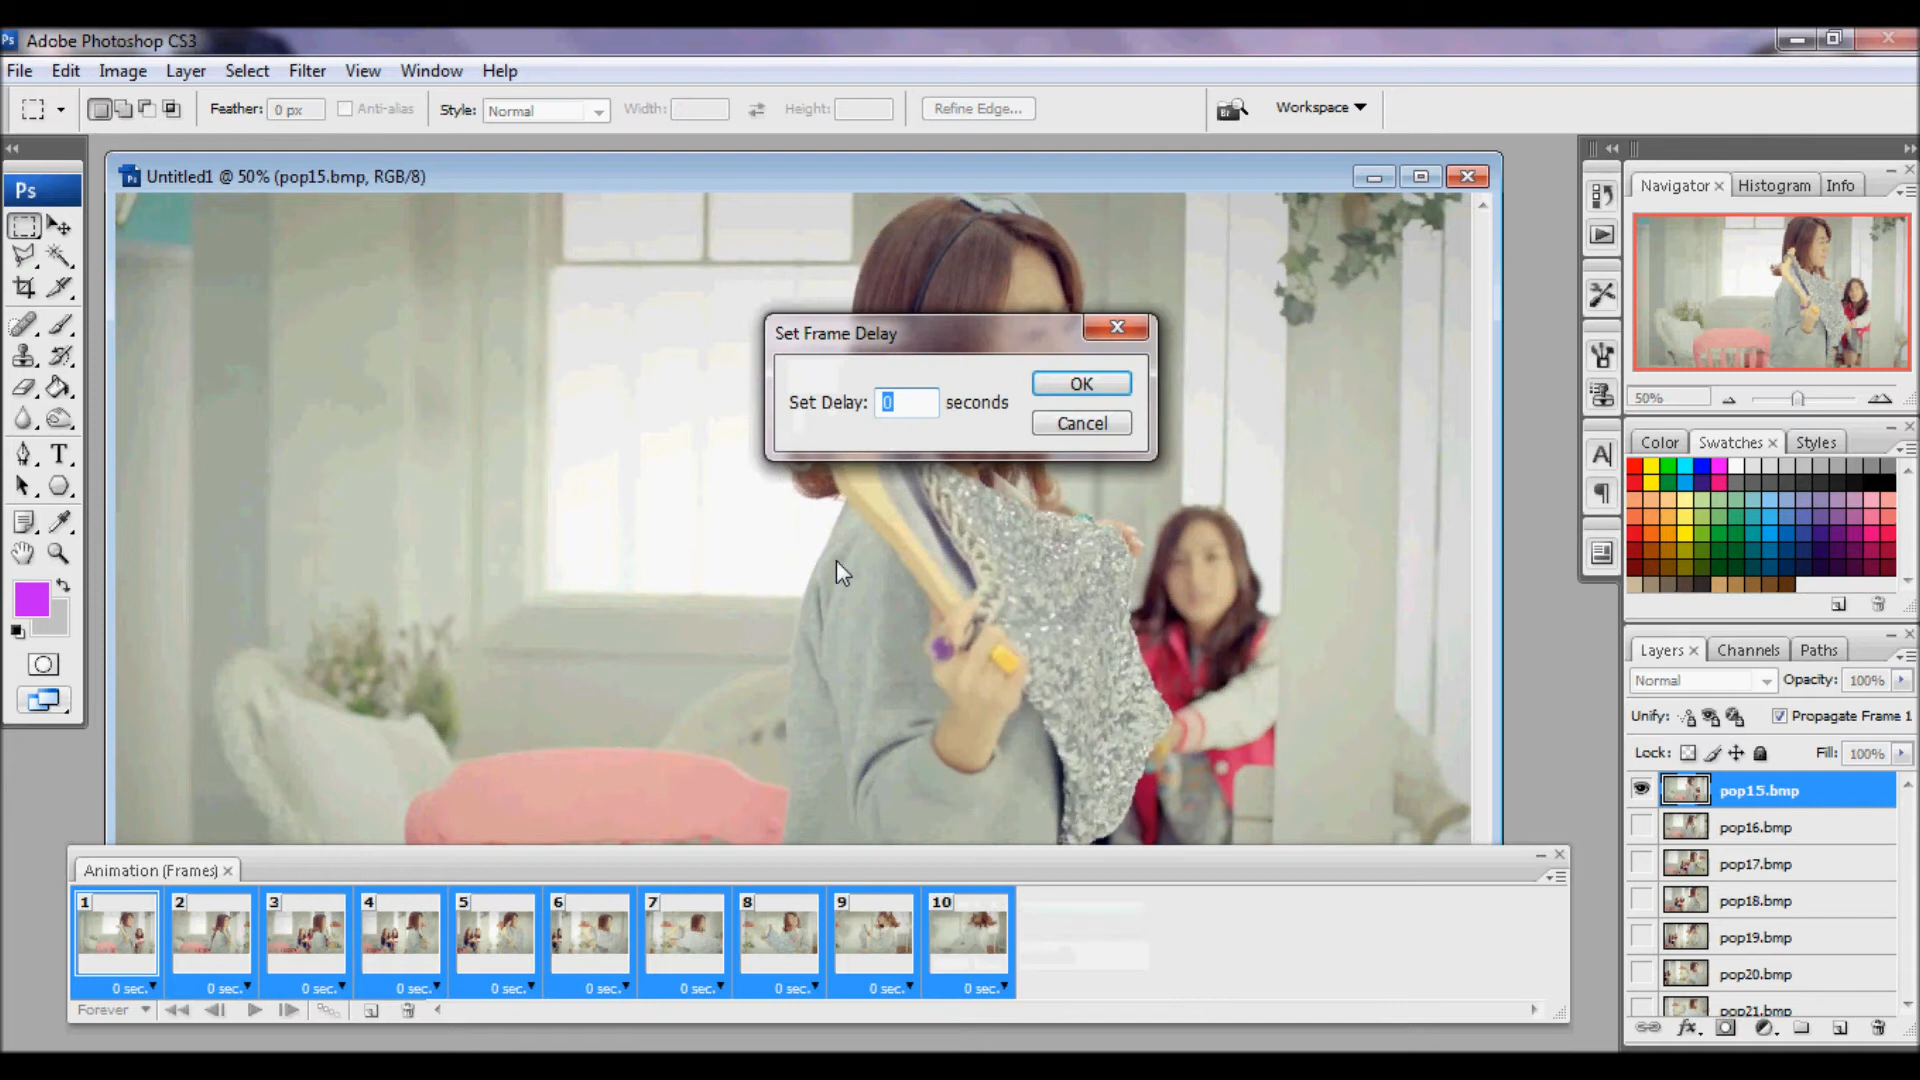 Ps Adobe Photoshop CS3
File Edit Image Layer Select Filter View Window Help
Feather: 0 px Anti-alias Style: Normal Width: Height: Refine Edge... Br Workspace
Ps
Untitled1 @ 50% (pop15.bmp, RGB/8)
Navigator Histogram Info
50%
Set Frame Delay
Set Delay: 0 seconds
OK
Cancel
Color Swatches Styles
Layers Channels Paths
Normal Opacity: 100%
Unify: Propagate Frame 1
Lock: Fill: 100%
pop15.bmp
pop16.bmp
pop17.bmp
pop18.bmp
pop19.bmp
pop20.bmp
pop21.bmp
Animation (Frames)
1 2 3 4 5 6 7 8 9 10
0 sec. 0 sec. 0 sec. 0 sec. 0 sec. 0 sec. 0 sec. 0 sec. 0 sec. 0 sec.
Forever